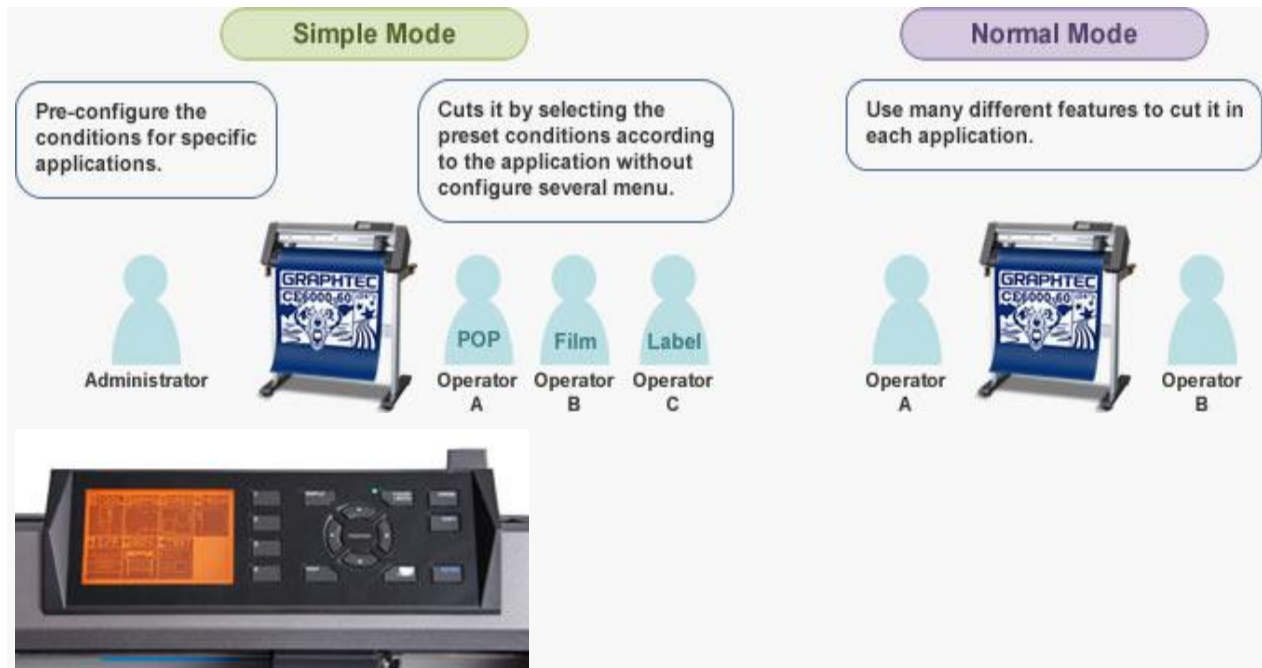 Simple Mode
Normal Mode
Pre-configure the
conditions for specific
applications.
Cuts it by selecting the
preset conditions according
to the application without
configure several menu.
Use many different features to cut it in
each application.
GRAPHTEC
CE6000-60
POP
Film
Label
Administrator
Operator
A
Operator
B
Operator
C
GRAPHTEC
CE6000-60
Operator
A
Operator
B